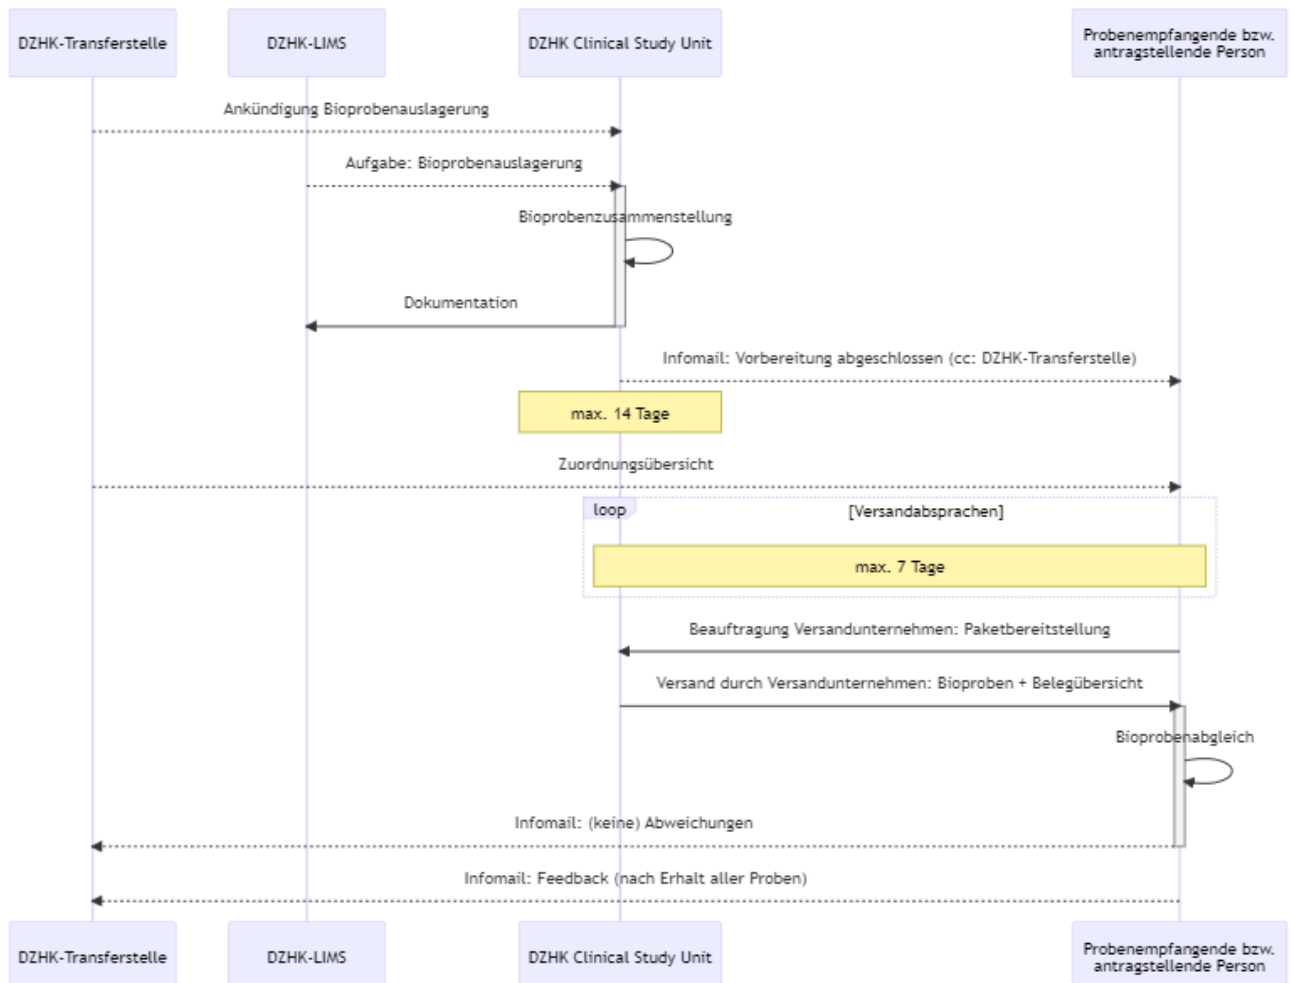 DZHK-Transferstelle
DZHK-LIMS
DZHK Clinical Study Unit
Probenempfangende bzw.
antragstellende Person
Ankündigung Bioprobenauslagerung
Aufgabe: Bioprobenauslagerung
Bioprobenzusammenstellung
Dokumentation
Infomail: Vorbereitung abgeschlossen (cc: DZHK-Transferstelle)
max. 14 Tage
Zuordnungsübersicht
loop
[Versandabsprachen]
max. 7 Tage
Beauftragung Versandunternehmen: Paketbereitstellung
Versand durch Versandunternehmen: Bioproben + Belegübersicht
Bioprobenabgleich
Infomail: (keine) Abweichungen
Infomail: Feedback (nach Erhalt aller Proben)
DZHK-Transferstelle
DZHK-LIMS
DZHK Clinical Study Unit
Probenempfangende bzw.
antragstellende Person